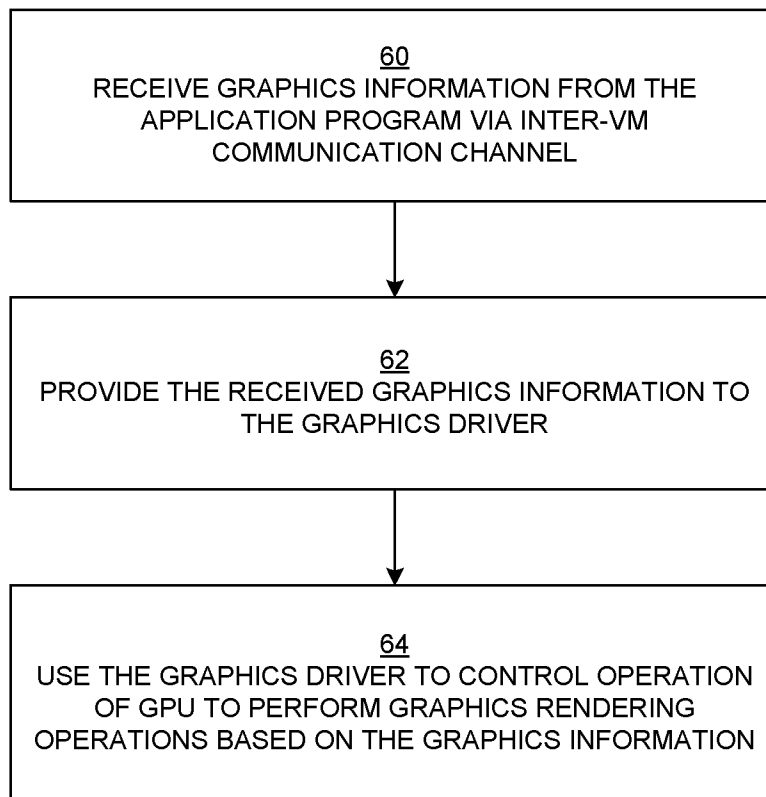 60
RECEIVE GRAPHICS INFORMATION FROM THE
APPLICATION PROGRAM VIA INTER-VM
COMMUNICATION CHANNEL
62
PROVIDE THE RECEIVED GRAPHICS INFORMATION TO
THE GRAPHICS DRIVER
64
USE THE GRAPHICS DRIVER TO CONTROL OPERATION
OF GPU TO PERFORM GRAPHICS RENDERING
OPERATIONS BASED ON THE GRAPHICS INFORMATION